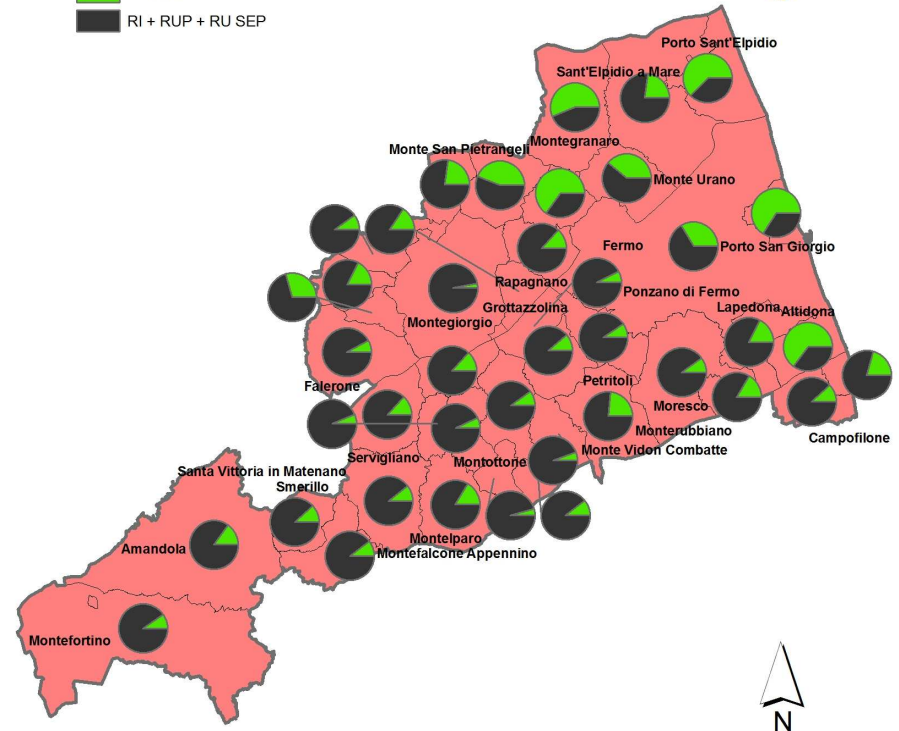 RI + RUP + RU SEP
Porto Sant'Elpidio
Sant'Elpidio a Mare
Montegranaro
Monte San Pietrangeli
Monte Urano
Fermo
Porto San Giorgio
Rapagnano
Ponzano di Fermo
Grottazzolina
Lapedona
Altidona
Montegiorgio
Falerone
Petritoli
Moresco
Monterubbiano
Campofilone
Monte Vidon Combatte
Servigliano
Montottone
Santa Vittoria in Matenano
Smerillo
Montelparo
Amandola
Montefalcone Appennino
Montefortino
N